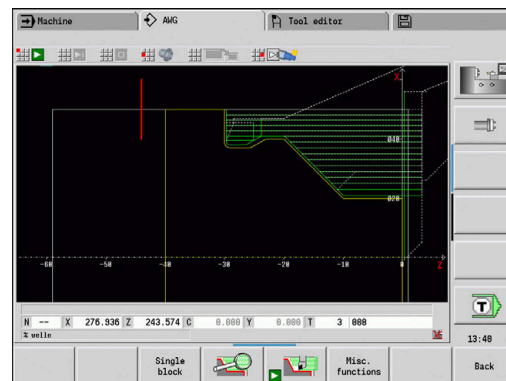 Machine
AWG
Tool editor
X
Ø40
Ø20
-60 -50 -40 -30 -20 -10 0 Z
N -- X 276.936 Z 243.574 C 0.000 Y 0.000 T 3 000
% welle
T
13:40
Single block
Misc. functions
Back